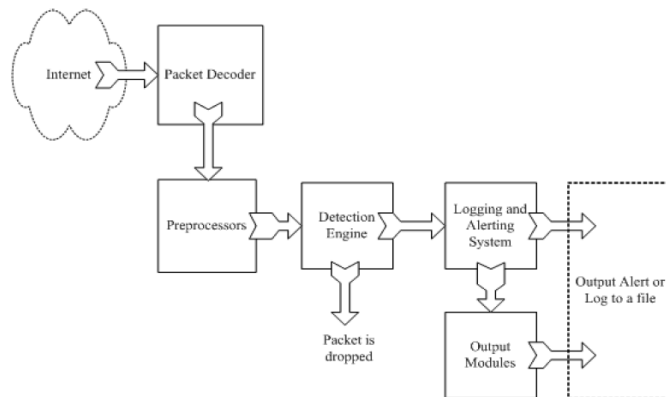 Internet
Packet Decoder
Preprocessors
Detection
Engine
Logging and
Alerting
System
Output Alert or
Log to a file
Packet is
dropped
Output
Modules